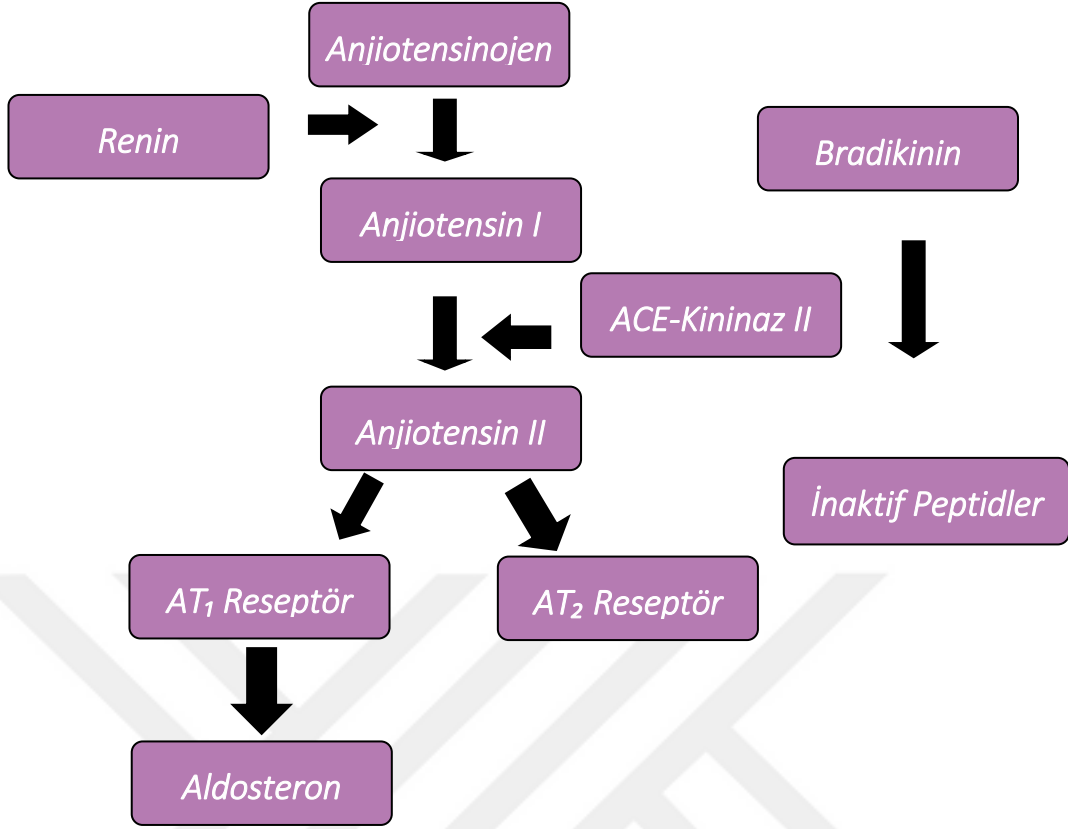 Anjiotensinojen
Renin
Bradikinin
Anjiotensin I
ACE-Kininaz II
Anjiotensin II
İnaktif Peptidler
AT₁ Reseptör
AT₂ Reseptör
Aldosteron